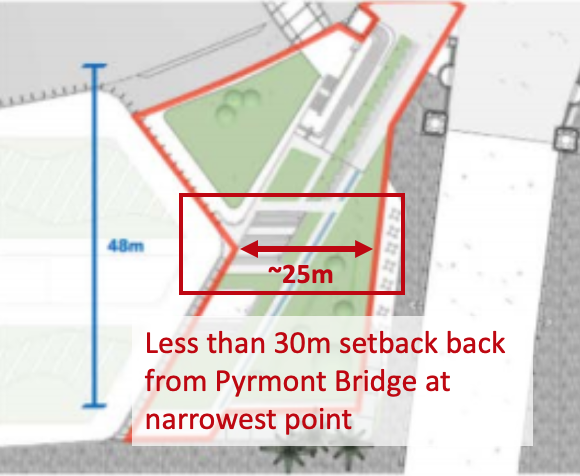 48m
~25m
Less than 30m setback back
from Pyrmont Bridge at
narrowest point